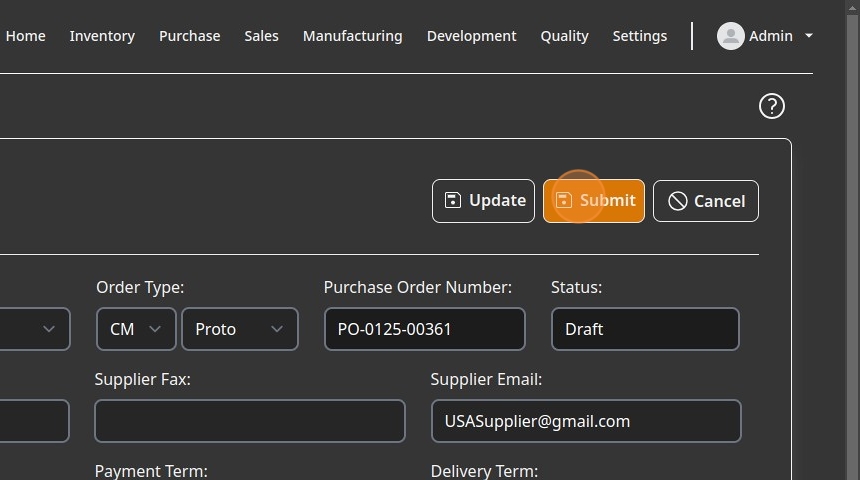 Home Inventory Purchase Sales Manufacturing Development Quality Settings Admin
?
Update Submit Cancel
Order Type: Purchase Order Number: Status:
CM Proto PO-0125-00361 Draft
Supplier Fax: Supplier Email:
USASupplier@gmail.com
Payment Term: Delivery Term: